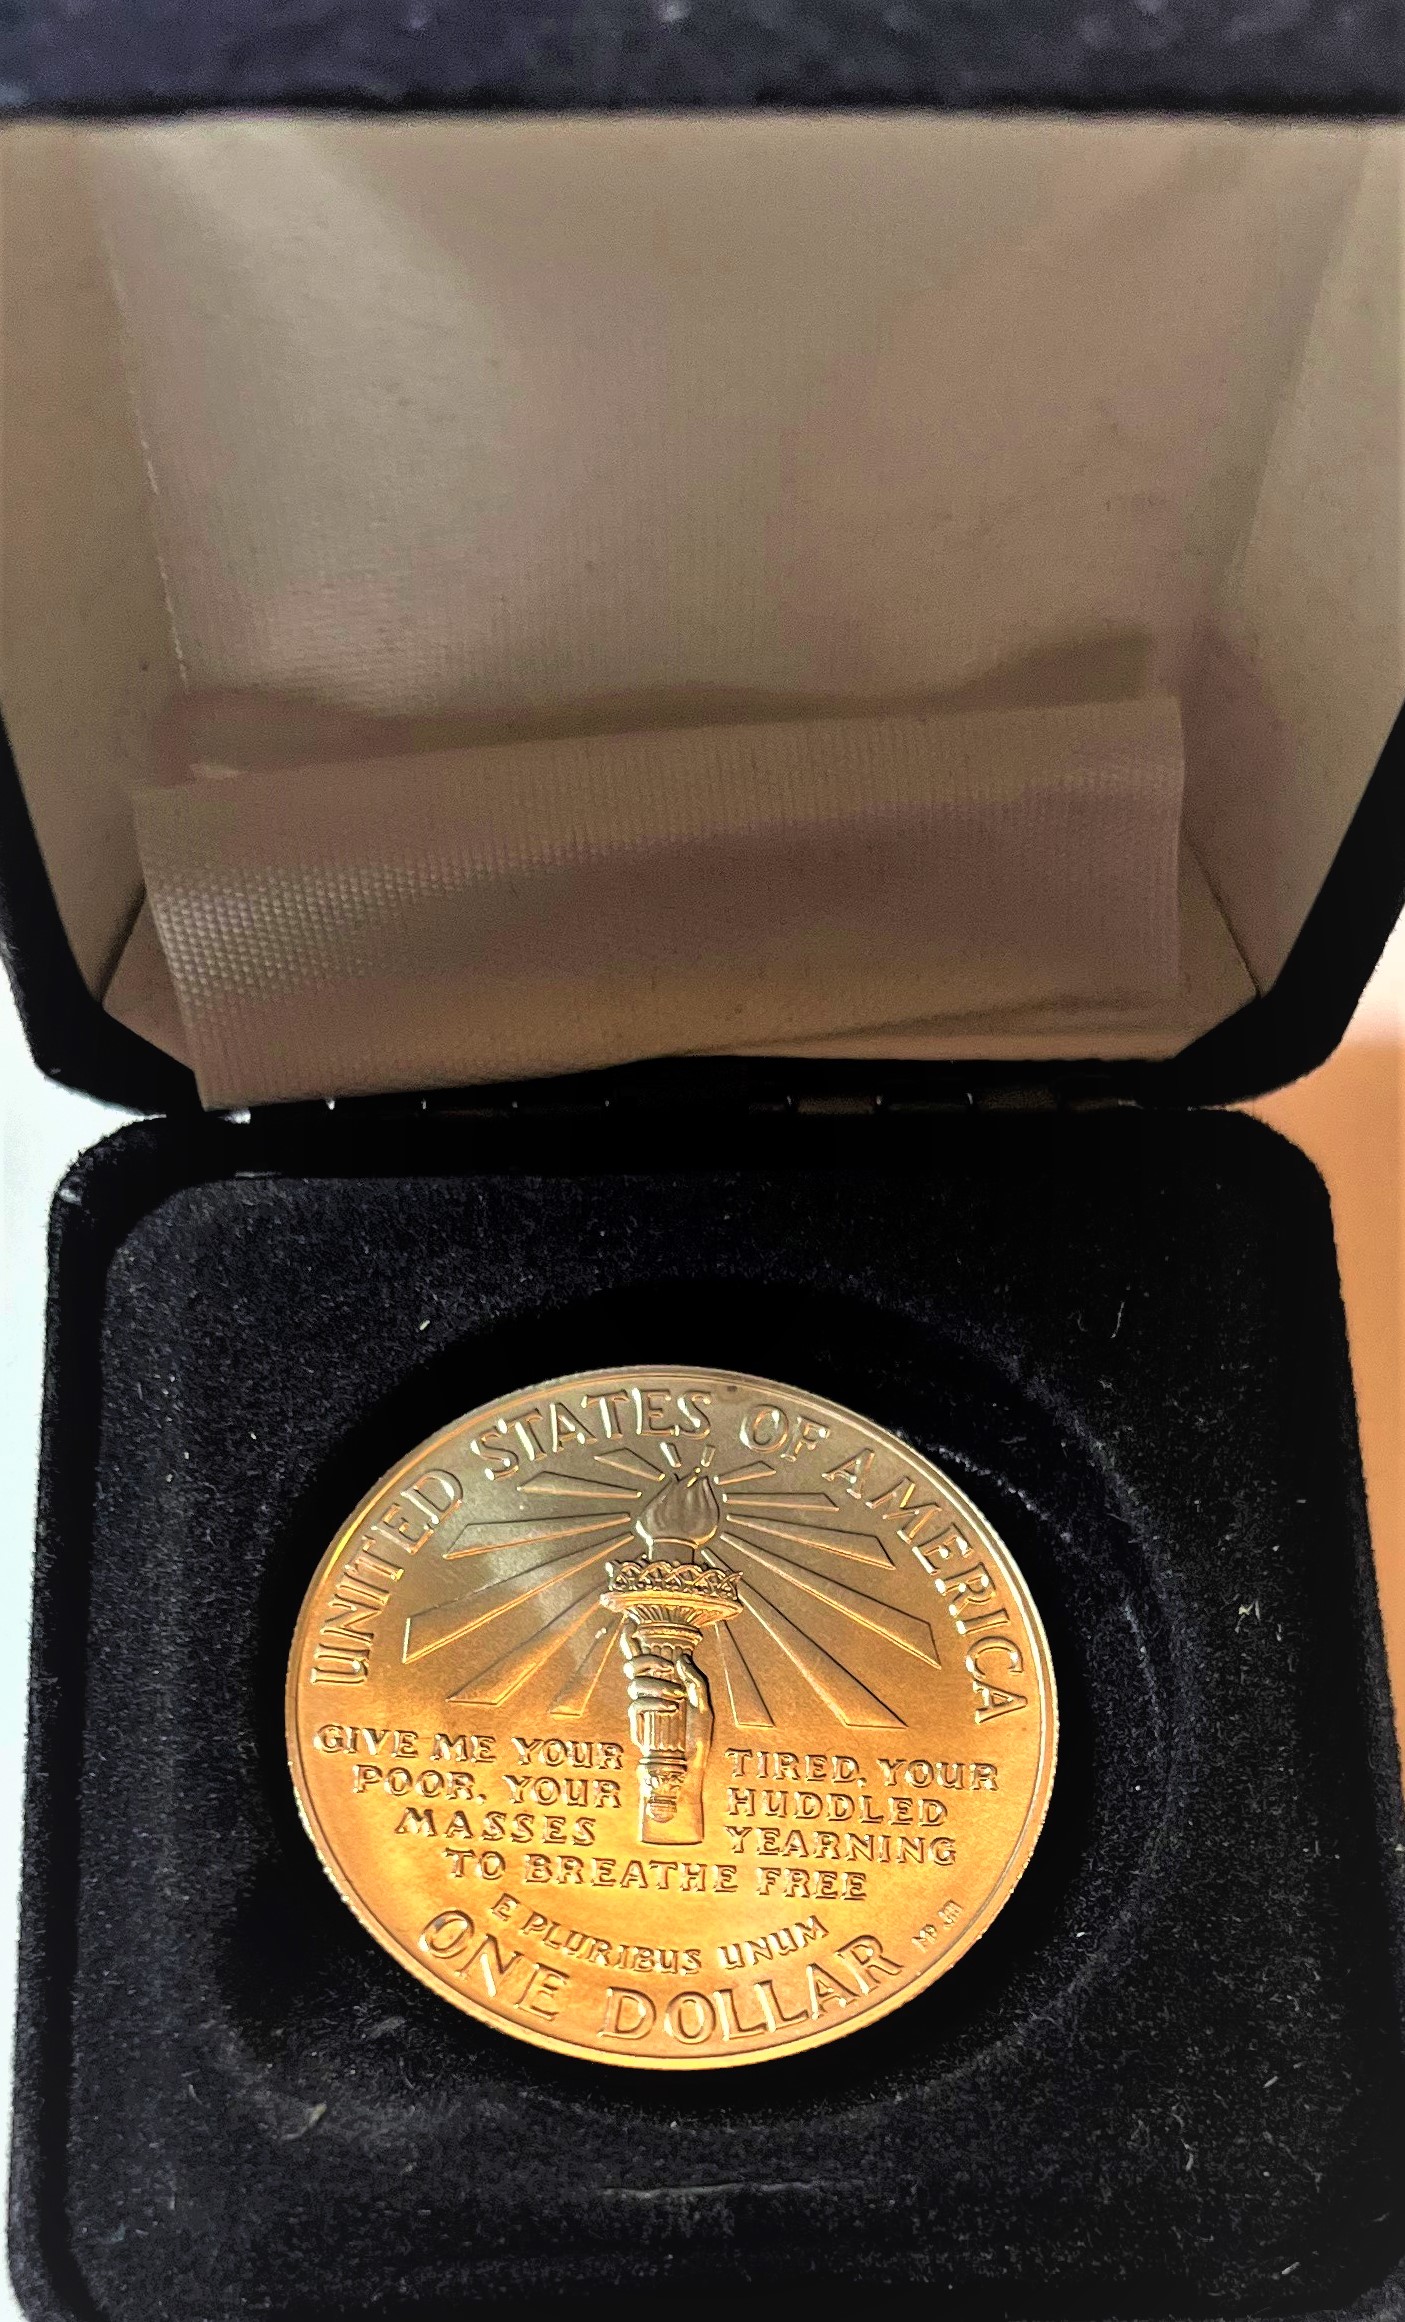 UNITED STATES OF AMERICA
GIVE ME YOUR TIRED, YOUR
POOR, YOUR HUDDLED
MASSES YEARNING
TO BREATHE FREE
E PLURIBUS UNUM
ONE DOLLAR
MP